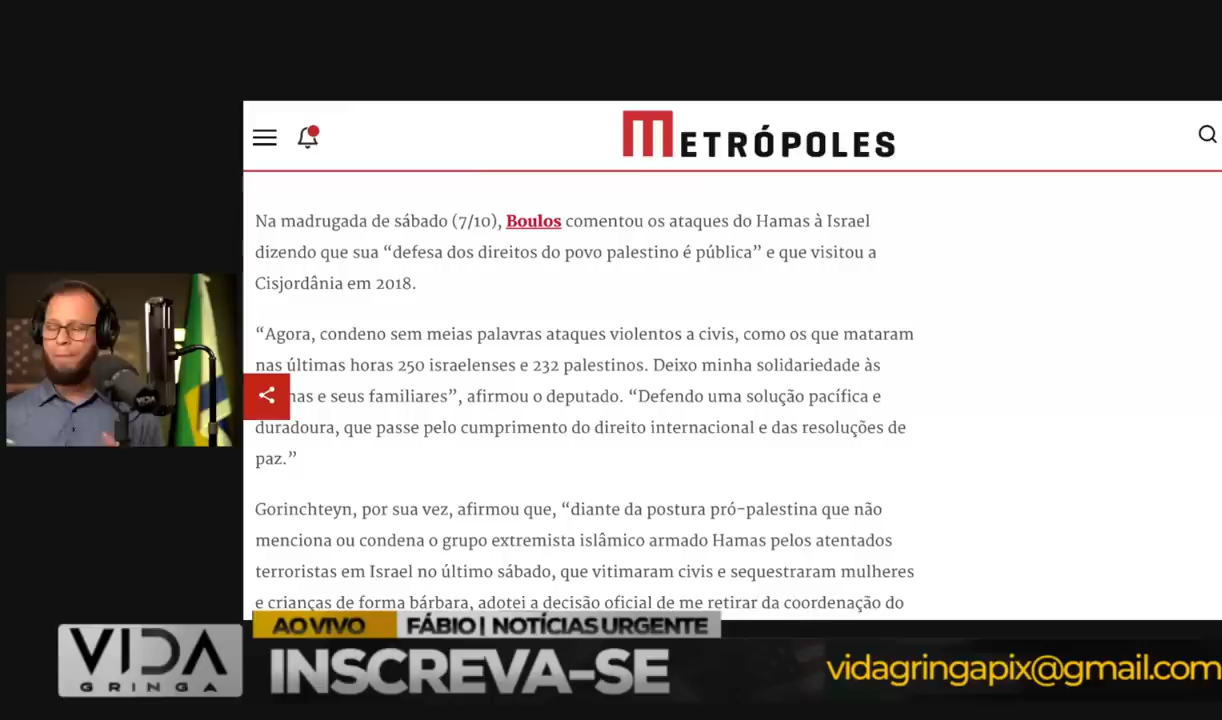 METRÓPOLES
Na madrugada de sábado (7/10), Boulos comentou os ataques do Hamas à Israel
dizendo que sua “defesa dos direitos do povo palestino é pública” e que visitou a
Cisjordânia em 2018.
“Agora, condeno sem meias palavras ataques violentos a civis, como os que mataram
nas últimas horas 250 israelenses e 232 palestinos. Deixo minha solidariedade às
e seus familiares”, afirmou o deputado. “Defendo uma solução pacífica e
duradoura, que passe pelo cumprimento do direito internacional e das resoluções de
paz.”
Gorinchteyn, por sua vez, afirmou que, “diante da postura pró-palestina que não
menciona ou condena o grupo extremista islâmico armado Hamas pelos atentados
terroristas em Israel no último sábado, que vitimaram civis e sequestraram mulheres
e crianças de forma bárbara, adotei a decisão oficial de me retirar da coordenação do
AO VIVO FÁBIO | NOTÍCIAS URGENTE
VIDA
GRINGA
INSCREVA-SE
vidagringapix@gmail.com